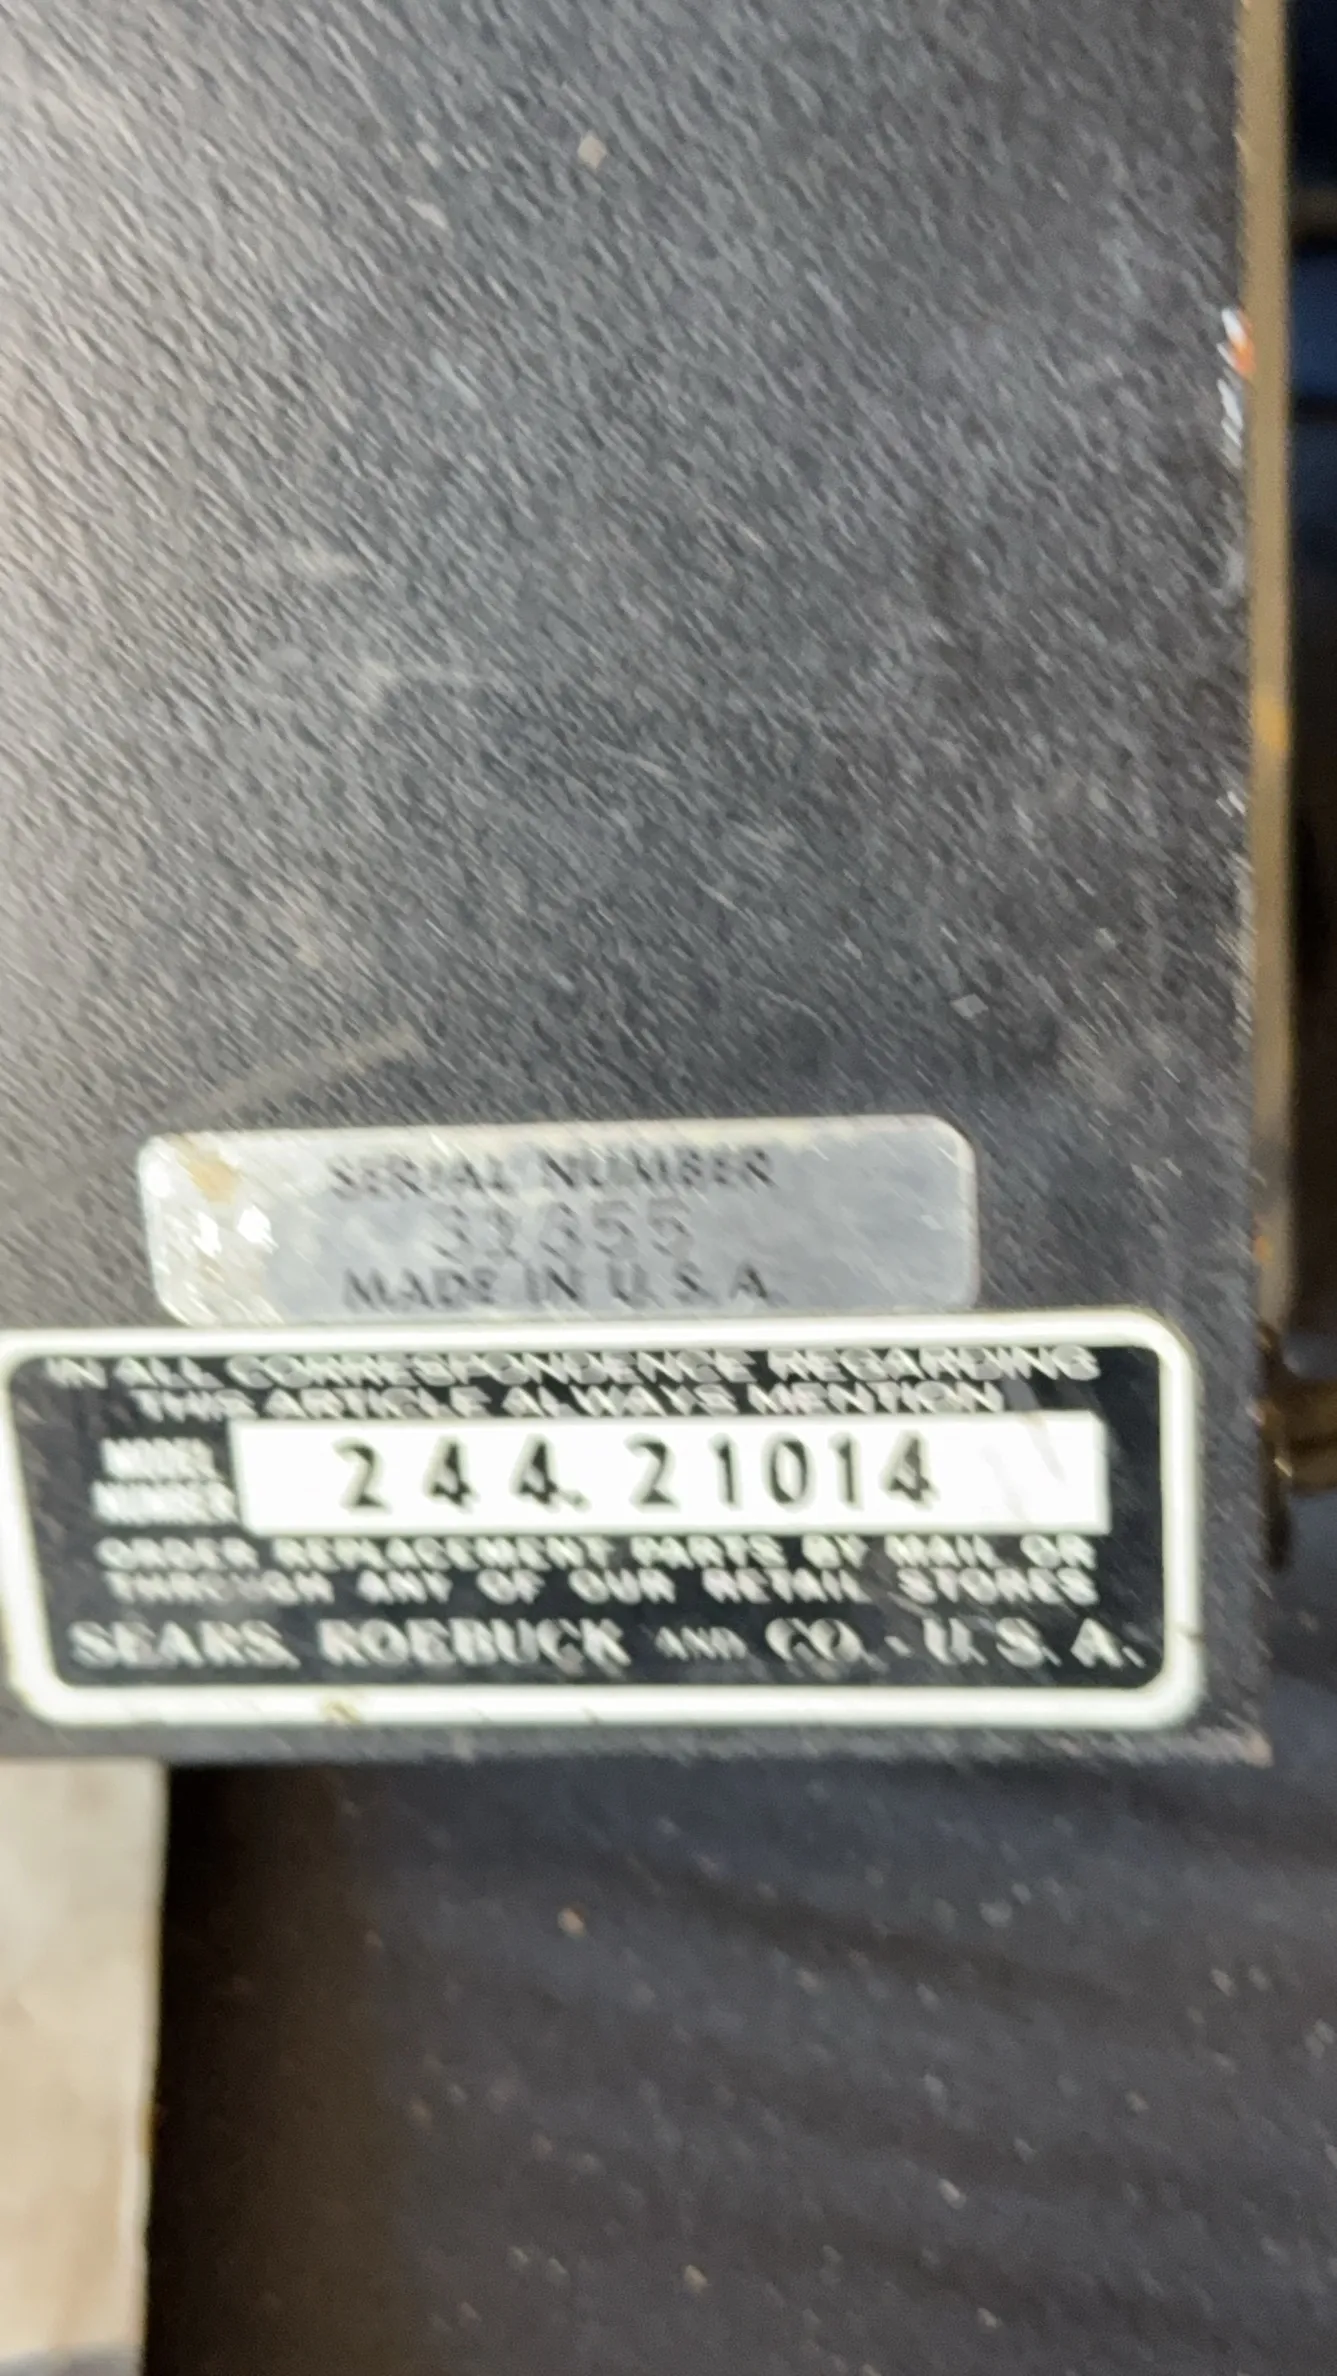 SERIAL NUMBER
MADE IN U.S.A.
IN ALL CORRESPONDENCE REGARDING
THIS ARTICLE ALWAYS MENTION
MODEL
NUMBER
244.21014
ORDER REPLACEMENT PARTS BY MAIL OR
THROUGH ANY OF OUR RETAIL STORES
SEARS, ROEBUCK AND CO. - U.S.A.